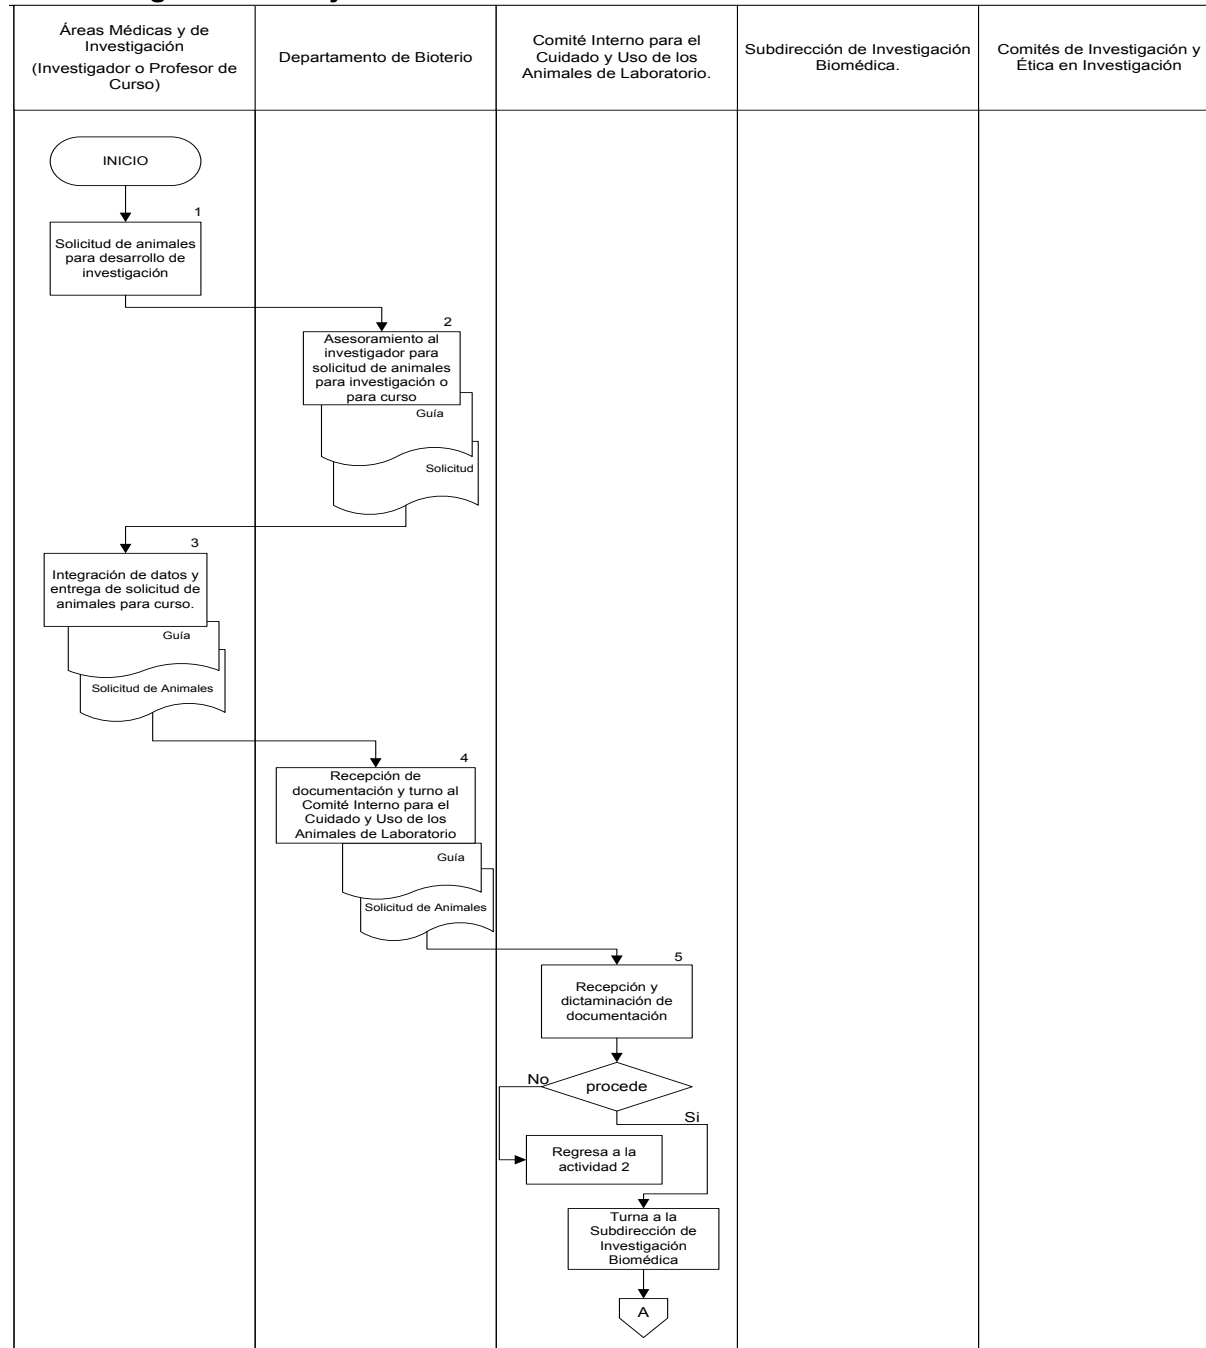 Áreas Médicas y de
Investigación
(Investigador o Profesor de
Curso)
Departamento de Bioterio
Comité Interno para el
Cuidado y Uso de los
Animales de Laboratorio.
Subdirección de Investigación
Biomédica.
Comités de Investigación y
Ética en Investigación
INICIO
1
Solicitud de animales
para desarrollo de
investigación
2
Asesoramiento al
investigador para
solicitud de animales
para investigación o
para curso
Guía
Solicitud
3
Integración de datos y
entrega de solicitud de
animales para curso.
Guía
Solicitud de Animales
4
Recepción de
documentación y turno al
Comité Interno para el
Cuidado y Uso de los
Animales de Laboratorio
Guía
Solicitud de Animales
5
Recepción y
dictaminación de
documentación
procede
No
Si
Regresa a la
actividad 2
Turna a la
Subdirección de
Investigación
Biomédica
A